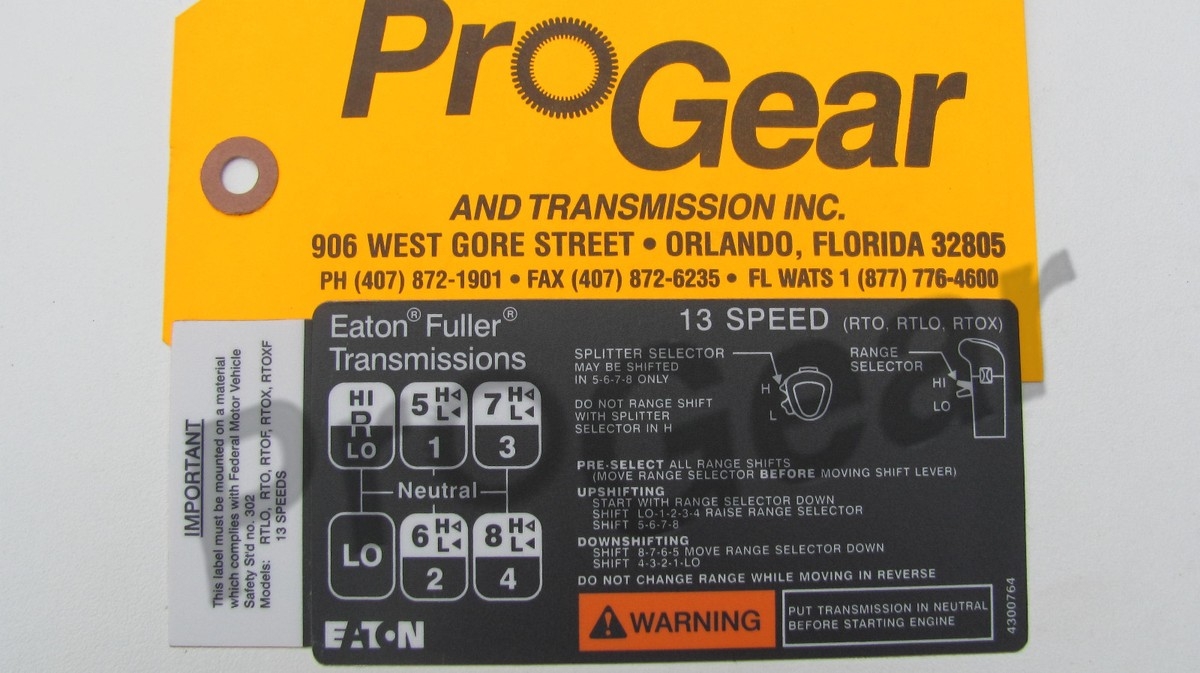 ProGear
AND TRANSMISSION INC.
906 WEST GORE STREET • ORLANDO, FLORIDA 32805
PH (407) 872-1901 • FAX (407) 872-6235 • FL WATS 1 (877) 776-4600
IMPORTANT
This label must be mounted on a material
which complies with Federal Motor Vehicle
Safety St'd no. 302
Models: RTLO, RTO, RTOF, RTOX, RTOXF
13 SPEEDS
Eaton® Fuller®
Transmissions
HI
R
LO
5 H
L
1
7 H
L
3
Neutral
LO
6 H
L
2
8 H
L
4
EATON
13 SPEED (RTO, RTLO, RTOX)
SPLITTER SELECTOR
MAY BE SHIFTED
IN 5-6-7-8 ONLY
H
L
DO NOT RANGE SHIFT
WITH SPLITTER
SELECTOR IN H
RANGE
SELECTOR
HI
LO
PRE-SELECT ALL RANGE SHIFTS
(MOVE RANGE SELECTOR BEFORE MOVING SHIFT LEVER)
UPSHIFTING
START WITH RANGE SELECTOR DOWN
SHIFT LO-1-2-3-4 RAISE RANGE SELECTOR
SHIFT 5-6-7-8
DOWNSHIFTING
SHIFT 8-7-6-5 MOVE RANGE SELECTOR DOWN
SHIFT 4-3-2-1-LO
DO NOT CHANGE RANGE WHILE MOVING IN REVERSE
WARNING
PUT TRANSMISSION IN NEUTRAL
BEFORE STARTING ENGINE
4300764
ProGear